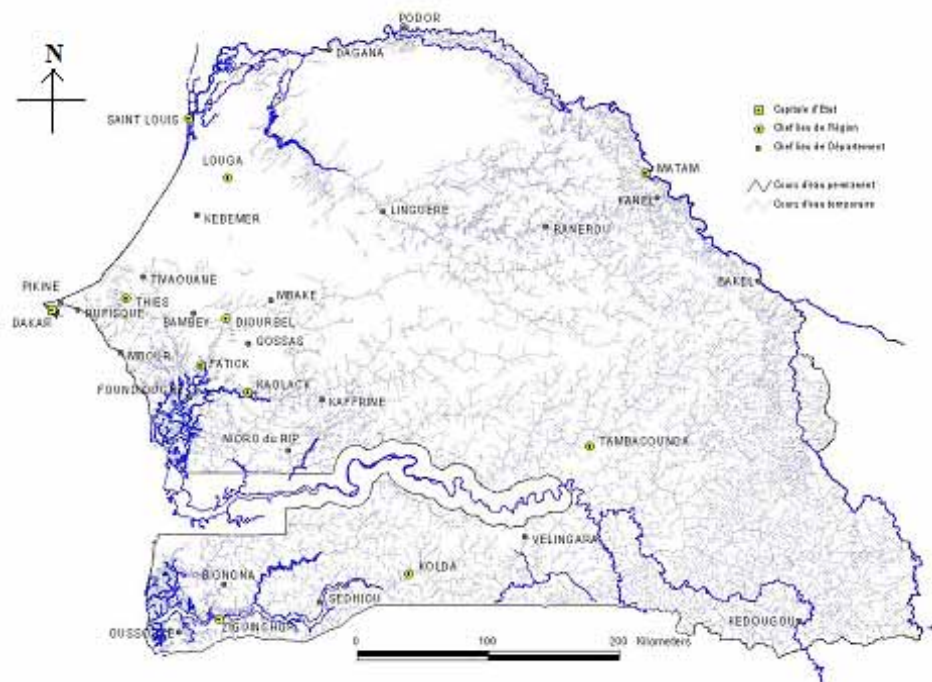 PODOR
N
DAGANA
SAINT LOUIS
Capitale d'Etat
Chef lieu de Région
Chef lieu de Département
LOUGA
MATAM
Cours d'eau permanent
Cours d'eau temporaire
KANEL
LINGUERE
KEBEMER
RANEROU
TIVAOUANE
BAKEL
PIKINE
MBAKE
THIES
RUFISQUE
DAKAR
BAMBEY
DIOURBEL
GOSSAS
MBOUR
FATICK
KAOLACK
KAFFRINE
NIORO du RIP
TAMBACOUNDA
VELINGARA
KOLDA
BIGNONA
SEDHIOU
ZIGUINCHOR
KEDOUGOU
0 100 200 Kilometers